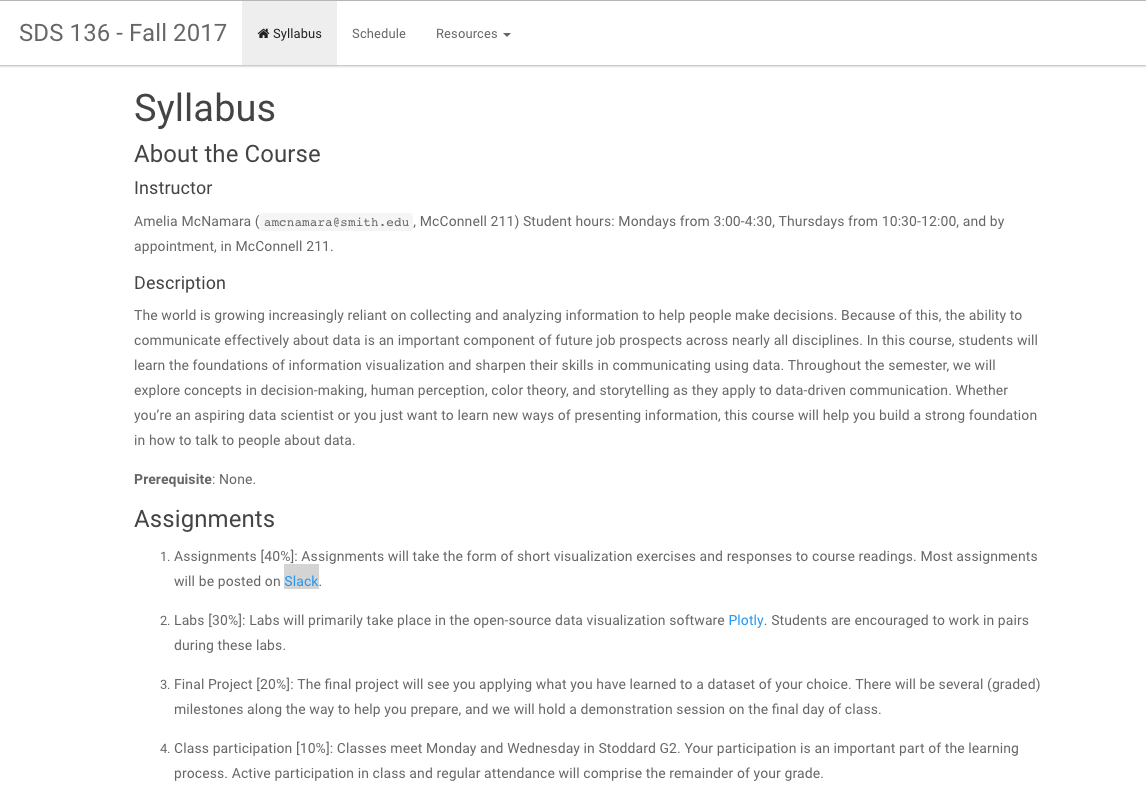 SDS 136 - Fall 2017 Syllabus Schedule Resources
Syllabus
About the Course
Instructor
Amelia McNamara ( amcnamara@smith.edu , McConnell 211) Student hours: Mondays from 3:00-4:30, Thursdays from 10:30-12:00, and by
appointment, in McConnell 211.
Description
The world is growing increasingly reliant on collecting and analyzing information to help people make decisions. Because of this, the ability to
communicate effectively about data is an important component of future job prospects across nearly all disciplines. In this course, students will
learn the foundations of information visualization and sharpen their skills in communicating using data. Throughout the semester, we will
explore concepts in decision-making, human perception, color theory, and storytelling as they apply to data-driven communication. Whether
you’re an aspiring data scientist or you just want to learn new ways of presenting information, this course will help you build a strong foundation
in how to talk to people about data.
Prerequisite: None.
Assignments
1. Assignments [40%]: Assignments will take the form of short visualization exercises and responses to course readings. Most assignments
will be posted on Slack.
2. Labs [30%]: Labs will primarily take place in the open-source data visualization software Plotly. Students are encouraged to work in pairs
during these labs.
3. Final Project [20%]: The final project will see you applying what you have learned to a dataset of your choice. There will be several (graded)
milestones along the way to help you prepare, and we will hold a demonstration session on the final day of class.
4. Class participation [10%]: Classes meet Monday and Wednesday in Stoddard G2. Your participation is an important part of the learning
process. Active participation in class and regular attendance will comprise the remainder of your grade.